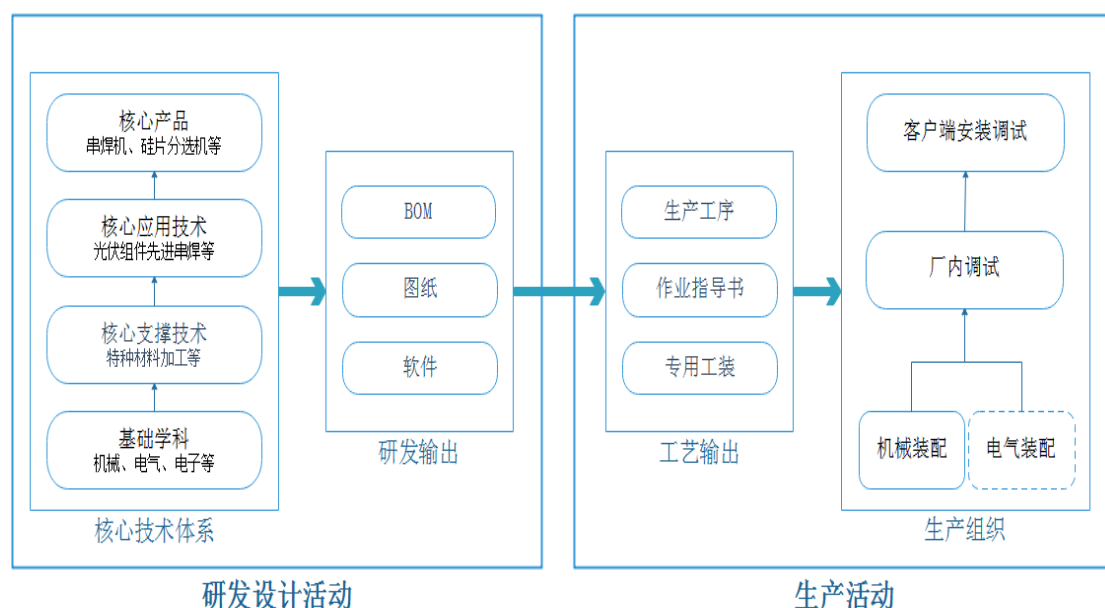 核心产品
串焊机、硅片分选机等
核心应用技术
光伏组件先进串焊等
核心支撑技术
特种材料加工等
基础学科
机械、电气、电子等
核心技术体系
BOM
图纸
软件
研发输出
研发设计活动
生产工序
作业指导书
专用工装
工艺输出
客户端安装调试
厂内调试
机械装配
电气装配
生产组织
生产活动